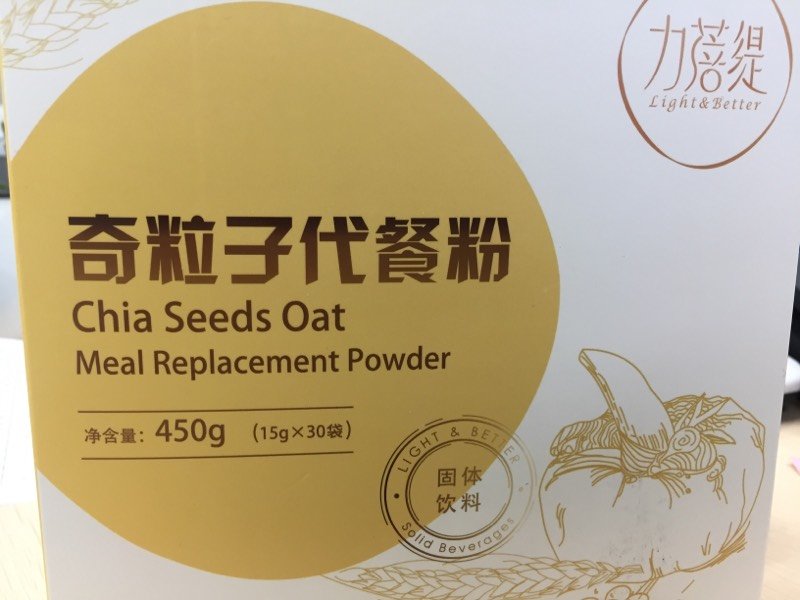 力蓓缇
Light&Better
奇粒子代餐粉
Chia Seeds Oat
Meal Replacement Powder
净含量：450g （15g×30袋）
LIGHT & BETTER
固体
饮料
Solid Beverages